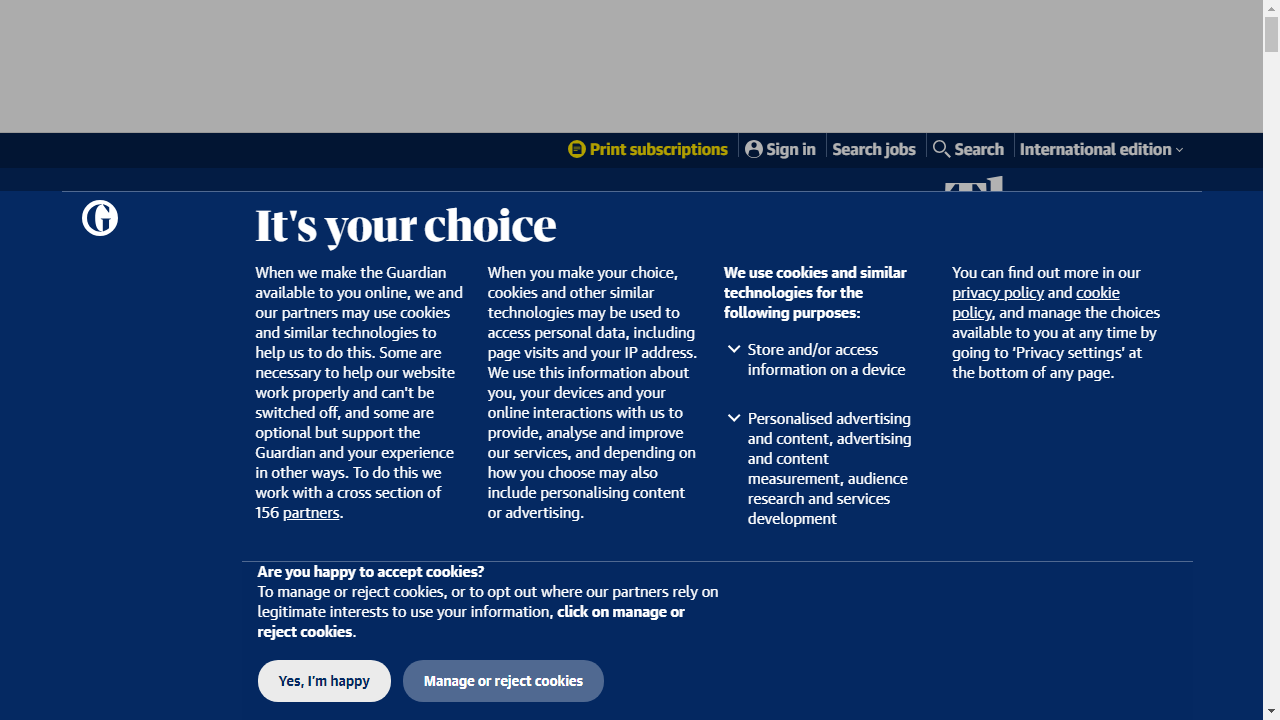 Print subscriptions
Sign in
Search jobs
Search
International edition
It's your choice
When we make the Guardian
available to you online, we and
our partners may use cookies
and similar technologies to
help us to do this. Some are
necessary to help our website
work properly and can't be
switched off, and some are
optional but support the
Guardian and your experience
in other ways. To do this we
work with a cross section of
156 partners.
When you make your choice,
cookies and other similar
technologies may be used to
access personal data, including
page visits and your IP address.
We use this information about
you, your devices and your
online interactions with us to
provide, analyse and improve
our services, and depending on
how you choose may also
include personalising content
or advertising.
We use cookies and similar
technologies for the
following purposes:
Store and/or access
information on a device
Personalised advertising
and content, advertising
and content
measurement, audience
research and services
development
You can find out more in our
privacy policy and cookie
policy, and manage the choices
available to you at any time by
going to ‘Privacy settings’ at
the bottom of any page.
Are you happy to accept cookies?
To manage or reject cookies, or to opt out where our partners rely on
legitimate interests to use your information, click on manage or
reject cookies.
Yes, I’m happy
Manage or reject cookies